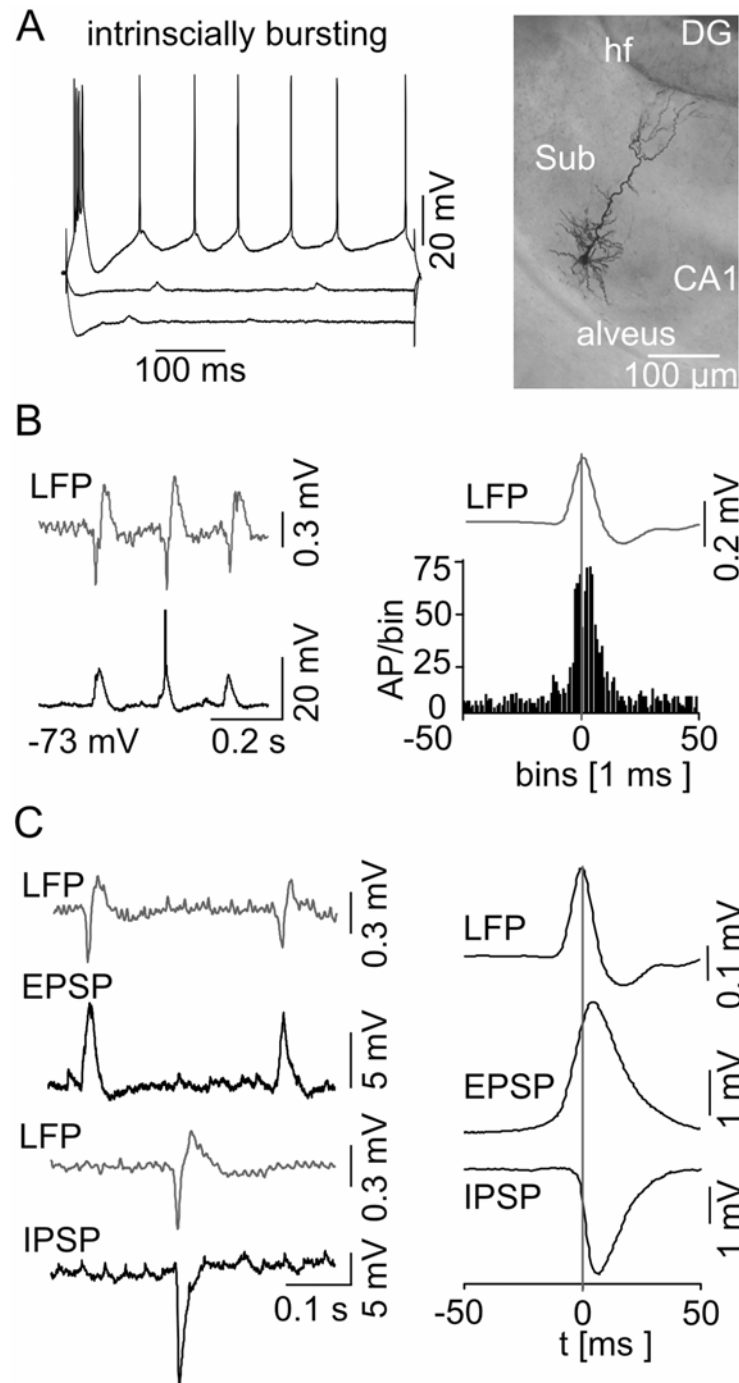 A
intrinscially bursting
20 mV
100 ms
hf
DG
Sub
CA1
alveus
100 µm
B
LFP
0.3 mV
20 mV
-73 mV
0.2 s
LFP
0.2 mV
75
50
25
0
AP/bin
-50
0
50
bins [1 ms ]
C
LFP
0.3 mV
EPSP
5 mV
LFP
0.3 mV
IPSP
5 mV
0.1 s
LFP
0.1 mV
EPSP
1 mV
IPSP
1 mV
-50
0
50
t [ms]